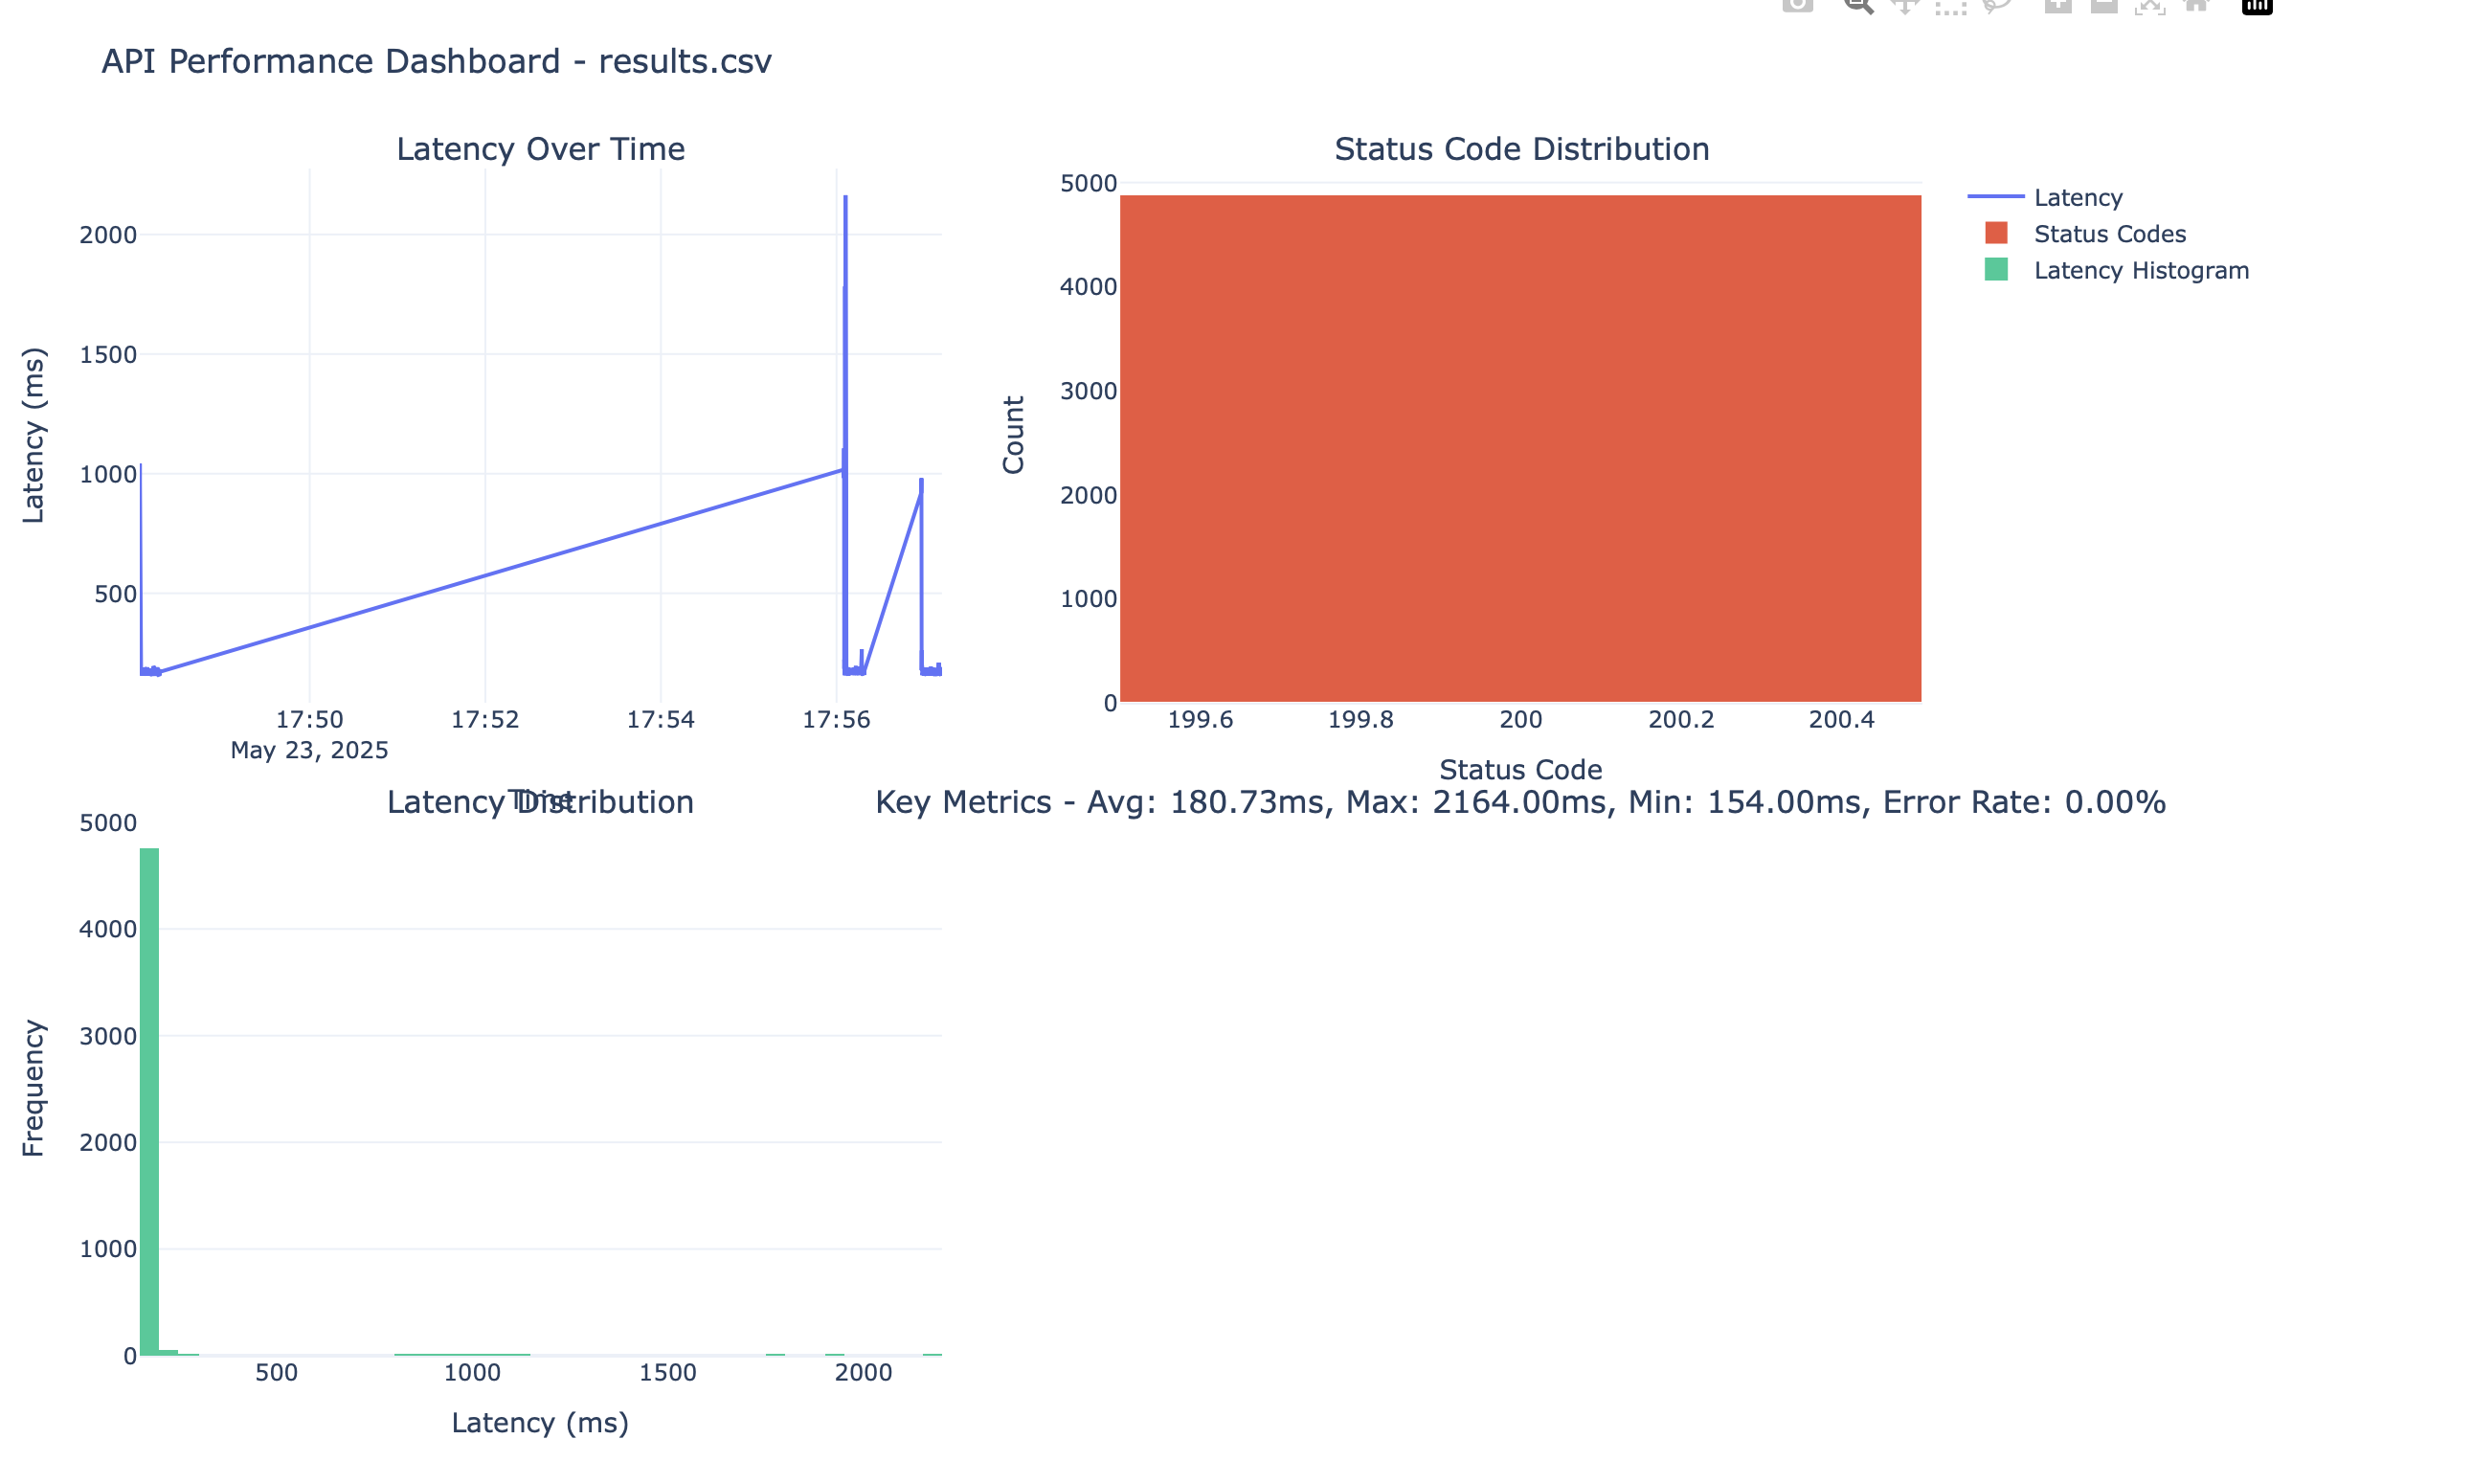 API Performance Dashboard - results.csv
Latency Over Time
Latency (ms)
2000
1500
1000
500
17:50
17:52
17:54
17:56
May 23, 2025
Time
Status Code Distribution
Count
5000
4000
3000
2000
1000
0
199.6
199.8
200
200.2
200.4
Status Code
Latency
Status Codes
Latency Histogram
Latency Distribution
Frequency
5000
4000
3000
2000
1000
0
500
1000
1500
2000
Latency (ms)
Key Metrics - Avg: 180.73ms, Max: 2164.00ms, Min: 154.00ms, Error Rate: 0.00%